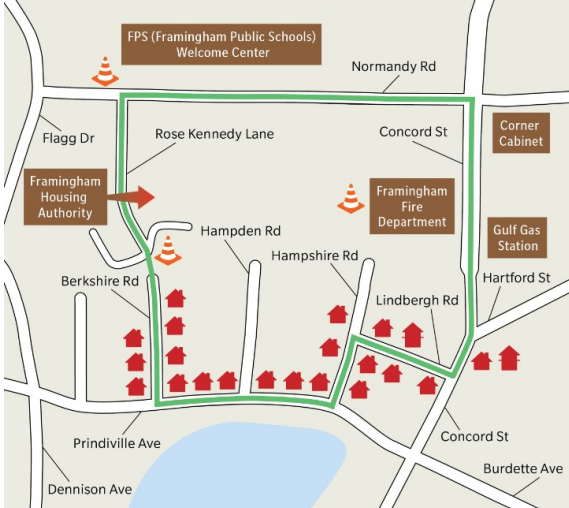 FPS (Framingham Public Schools)
Welcome Center
Normandy Rd
Flagg Dr
Rose Kennedy Lane
Concord St
Corner
Cabinet
Framingham
Housing
Authority
Framingham
Fire
Department
Gulf Gas
Station
Hampden Rd
Hampshire Rd
Hartford St
Berkshire Rd
Lindbergh Rd
Prindiville Ave
Concord St
Burdette Ave
Dennison Ave